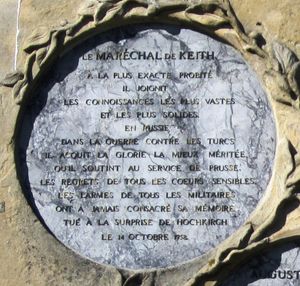 LE MARÉCHAL DE KEITH.
A LA PLUS EXACTE PROBITÉ
IL JOIGNIT
LES CONNOISSANCES LES PLUS VASTES
ET LES PLUS SOLIDES.
EN RUSSIE
DANS LA GUERRE CONTRE LES TURCS
IL ACQUIT LA GLOIRE LA MIEUX MÉRITÉE,
QU'IL SOUTINT AU SERVICE DE PRUSSE.
LES REGRETS DE TOUS LES COEURS SENSIBLES,
LES LARMES DE TOUS LES MILITAIRES
ONT A JAMAIS CONSACRÉ SA MÉMOIRE.
TUÉ A LA SURPRISE DE HOCHKIRCH
LE 14 OCTOBRE 1758.
AUGUST